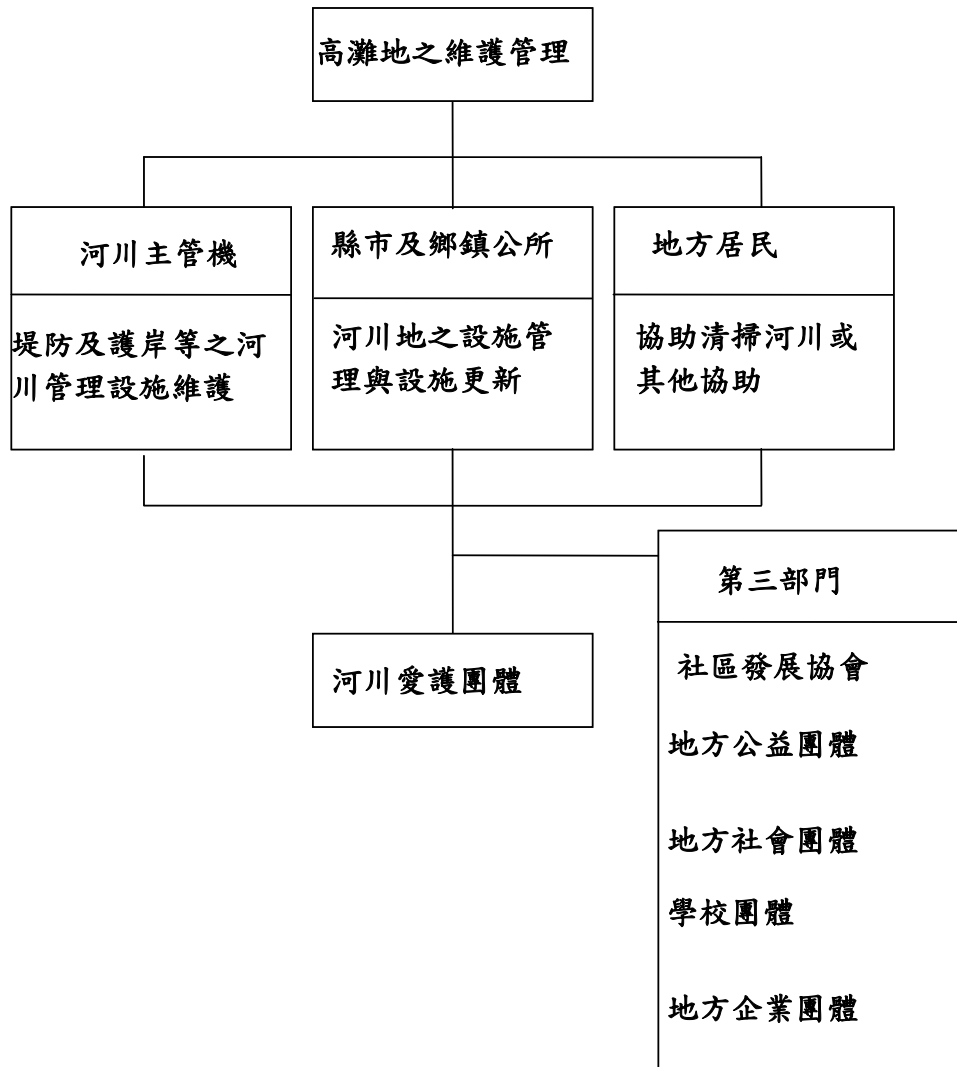 高灘地之維護管理
河川主管機
堤防及護岸等之河
川管理設施維護
縣市及鄉鎮公所
河川地之設施管
理與設施更新
地方居民
協助清掃河川或
其他協助
河川愛護團體
第三部門
社區發展協會
地方公益團體
地方社會團體
學校團體
地方企業團體